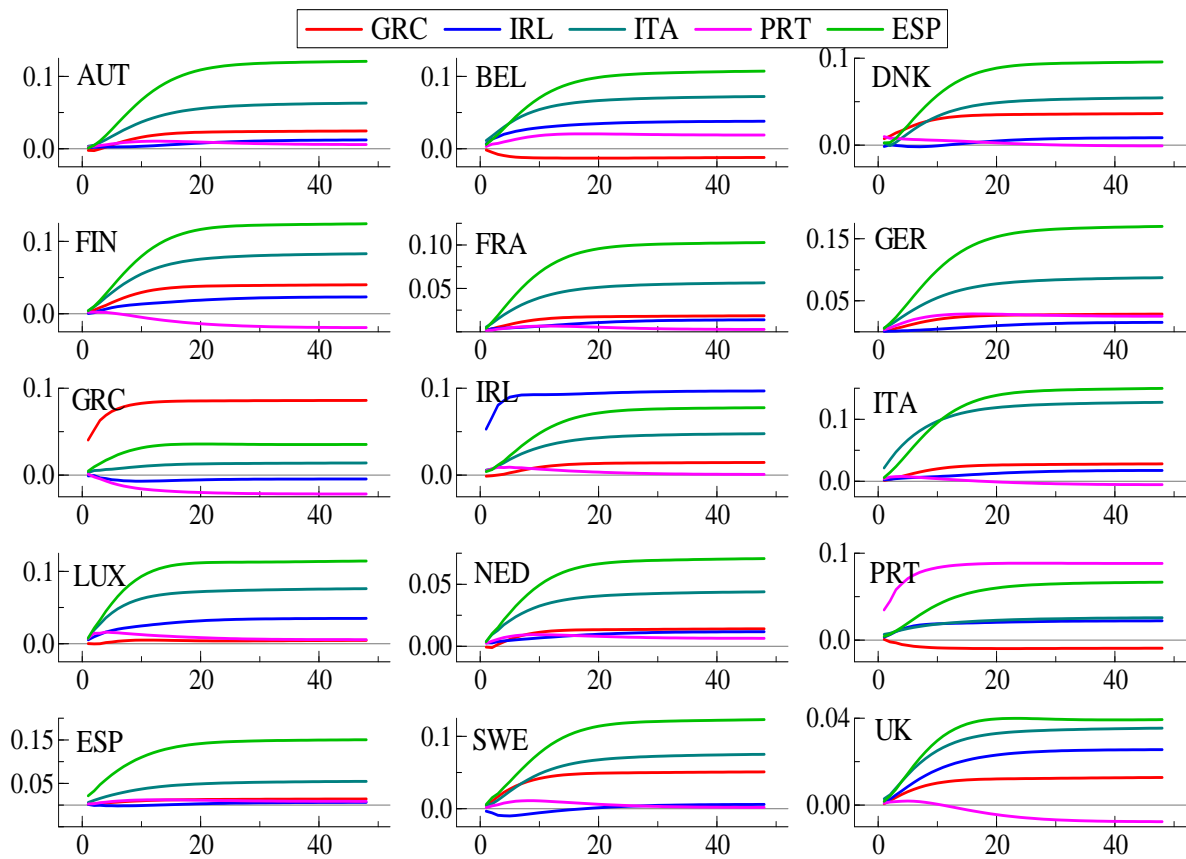 GRC IRL ITA PRT ESP
AUT BEL DNK
0.1 0.1 0.1
0.0 0.0 0.0
0 20 40 0 20 40 0 20 40
FIN FRA GER
0.1 0.10 0.15
0.0 0.05 0.05
0 20 40 0 20 40 0 20 40
GRC IRL ITA
0.1 0.1 0.1
0.0 0.0 0.0
0 20 40 0 20 40 0 20 40
LUX NED PRT
0.1 0.05 0.1
0.0 0.00 0.0
0 20 40 0 20 40 0 20 40
ESP SWE UK
0.15 0.1 0.04
0.05 0.0 0.00
0 20 40 0 20 40 0 20 40